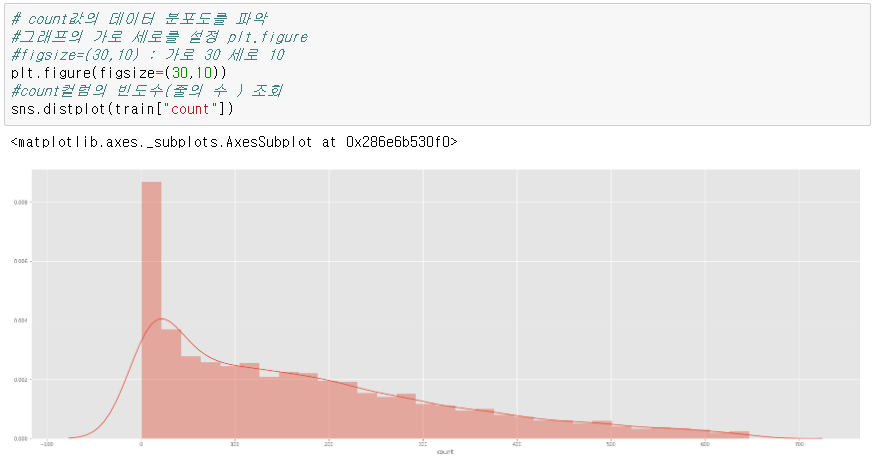 # count값의 데이터 분포도를 파악
#그래프의 가로 세로를 설정 plt.figure
#figsize=(30,10) : 가로 30 세로 10
plt.figure(figsize=(30,10))
#count컬럼의 빈도수(줄의 수 ) 조회
sns.distplot(train["count"])
<matplotlib.axes._subplots.AxesSubplot at 0x286e6b530f0>
0.008
0.006
0.004
0.002
0.000
-100 0 100 200 300 400 500 600 700
count